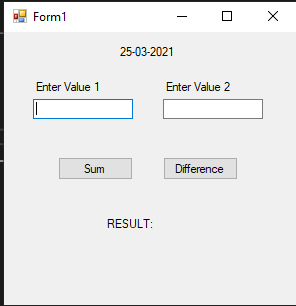 Form1
25-03-2021
Enter Value 1 Enter Value 2
Sum Difference
RESULT: